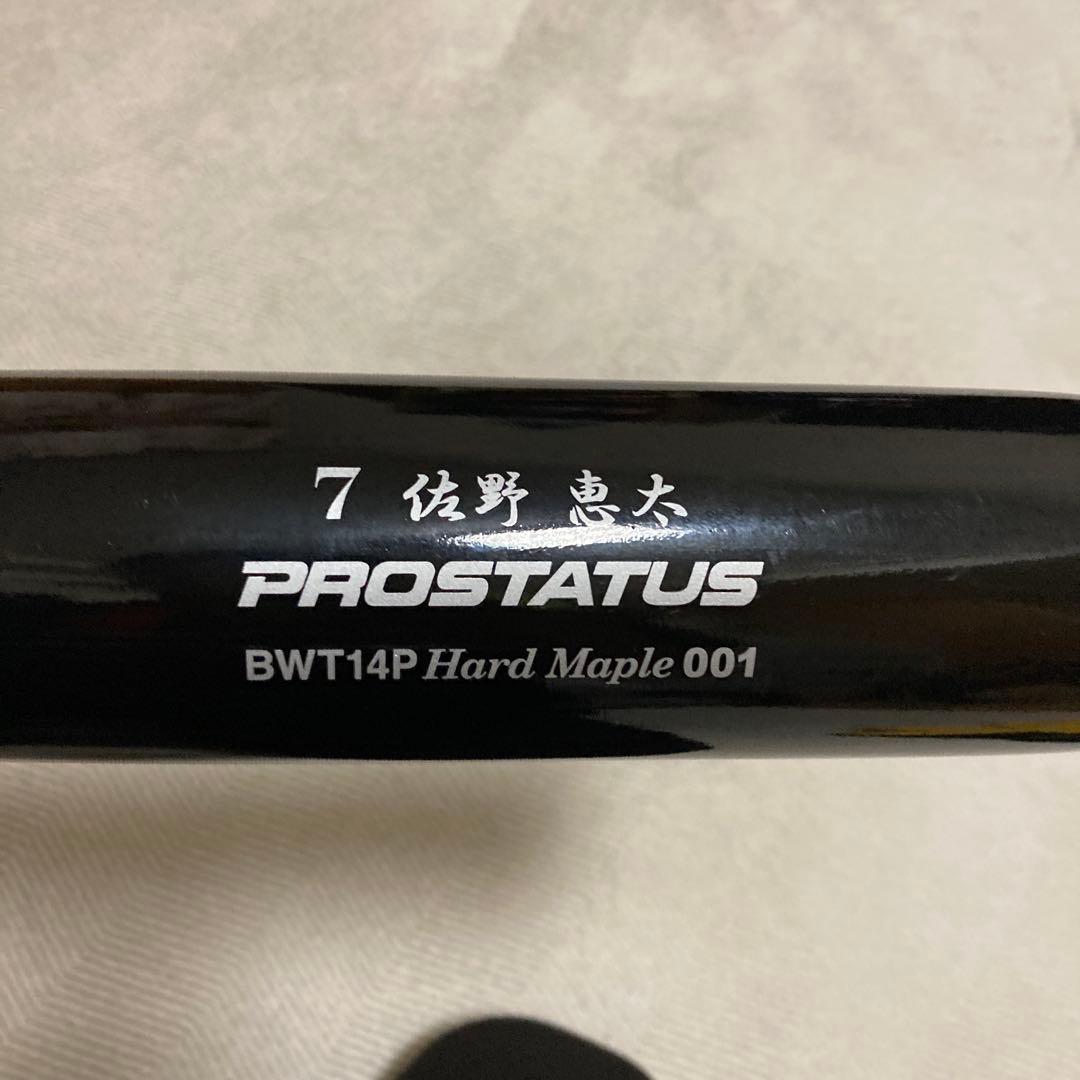 7 佐野 恵太
PROSTATUS
BWT14P Hard Maple 001